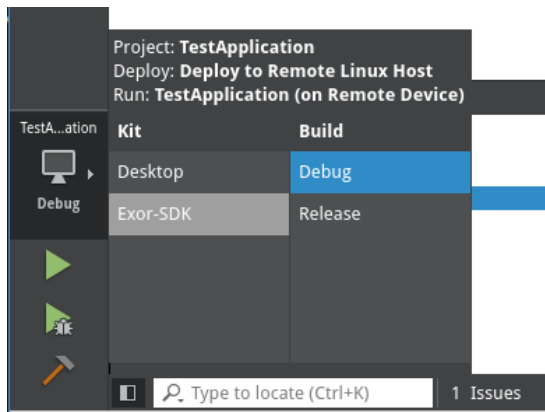 Project: TestApplication
Deploy: Deploy to Remote Linux Host
Run: TestApplication (on Remote Device)
TestA...ation
Kit
Build
Desktop
Debug
Debug
Exor-SDK
Release
Type to locate (Ctrl+K)
1 Issues